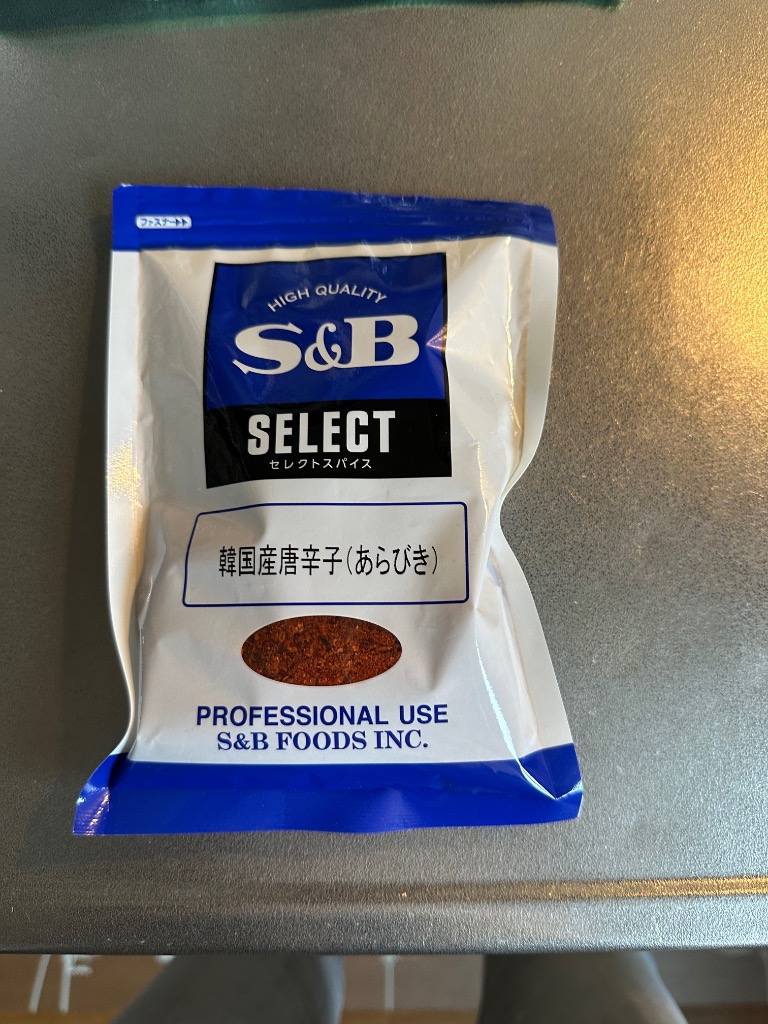 ファスナー▶▶
HIGH QUALITY
S&B
SELECT
セレクトスパイス
韓国産唐辛子(あらびき)
PROFESSIONAL USE
S&B FOODS INC.